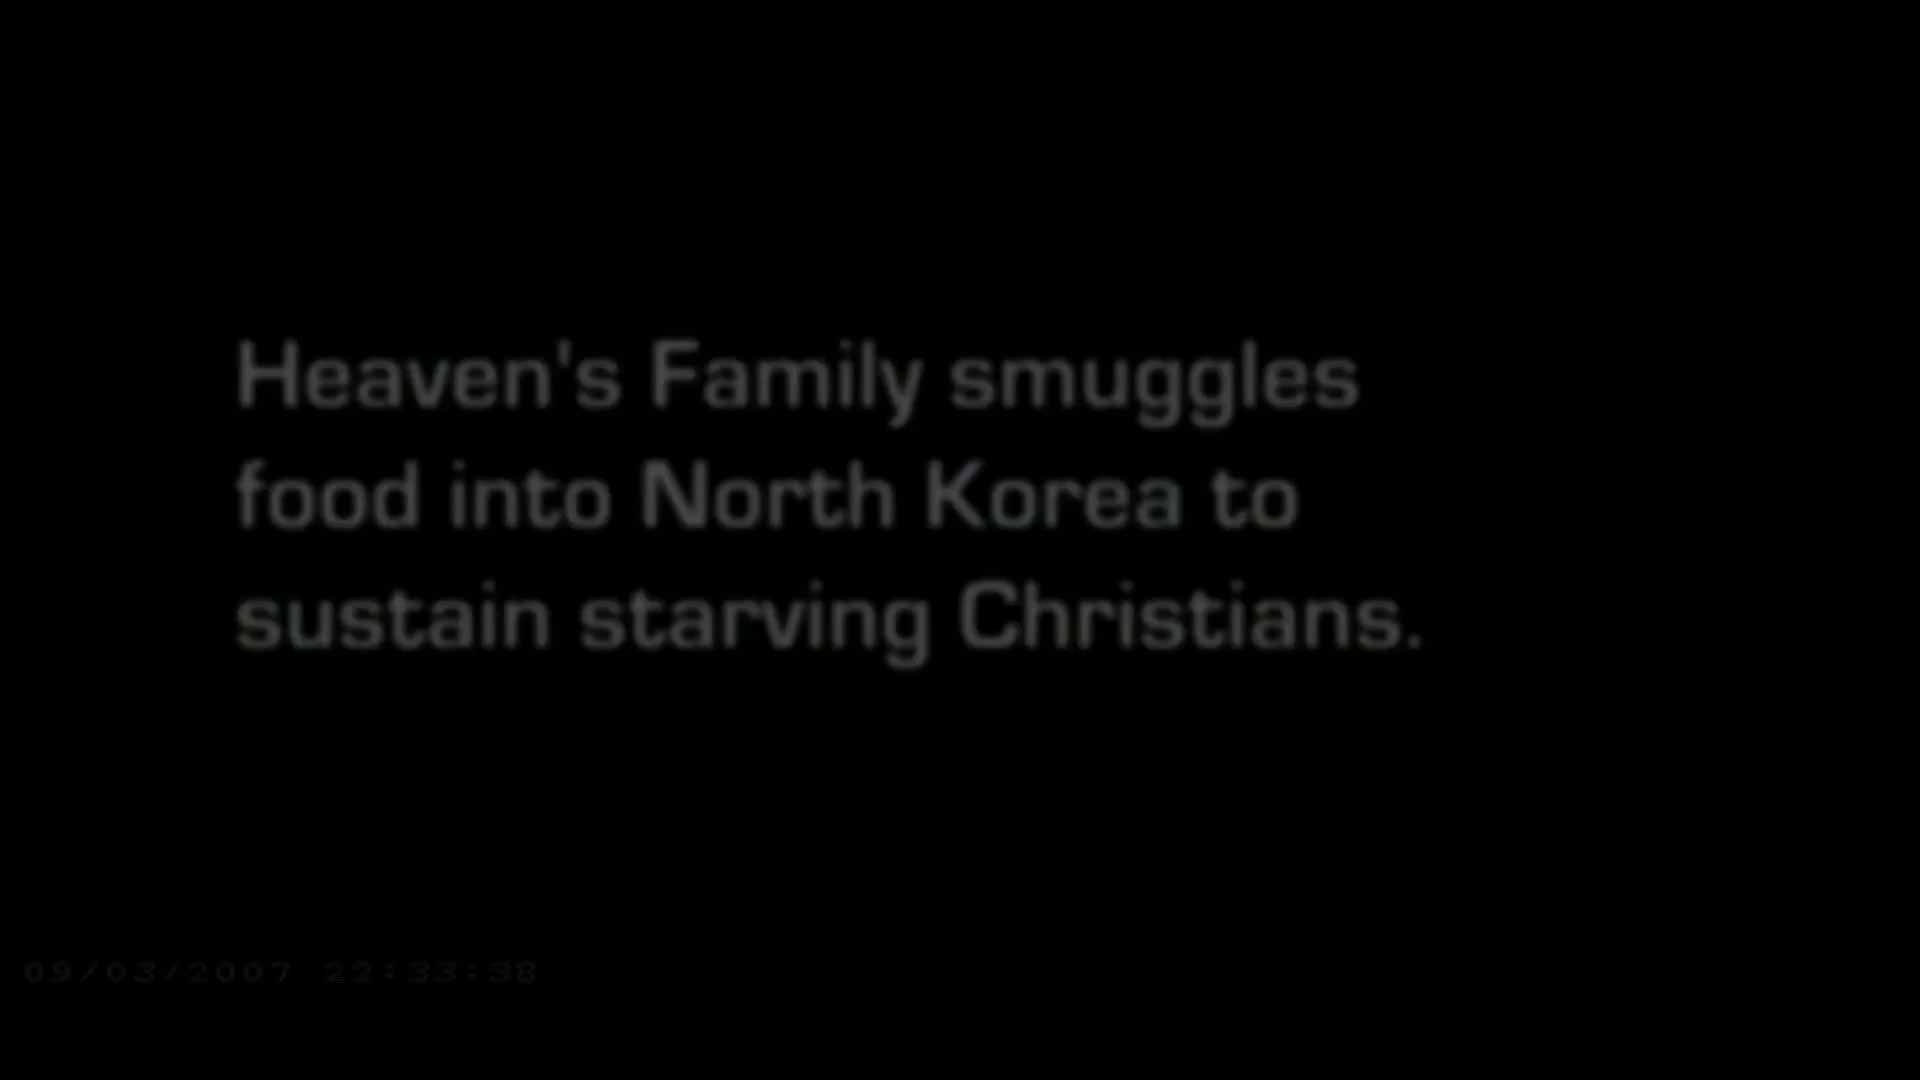 Heaven's Family smuggles
food into North Korea to
sustain starving Christians.
09/03/2007 22:33:38